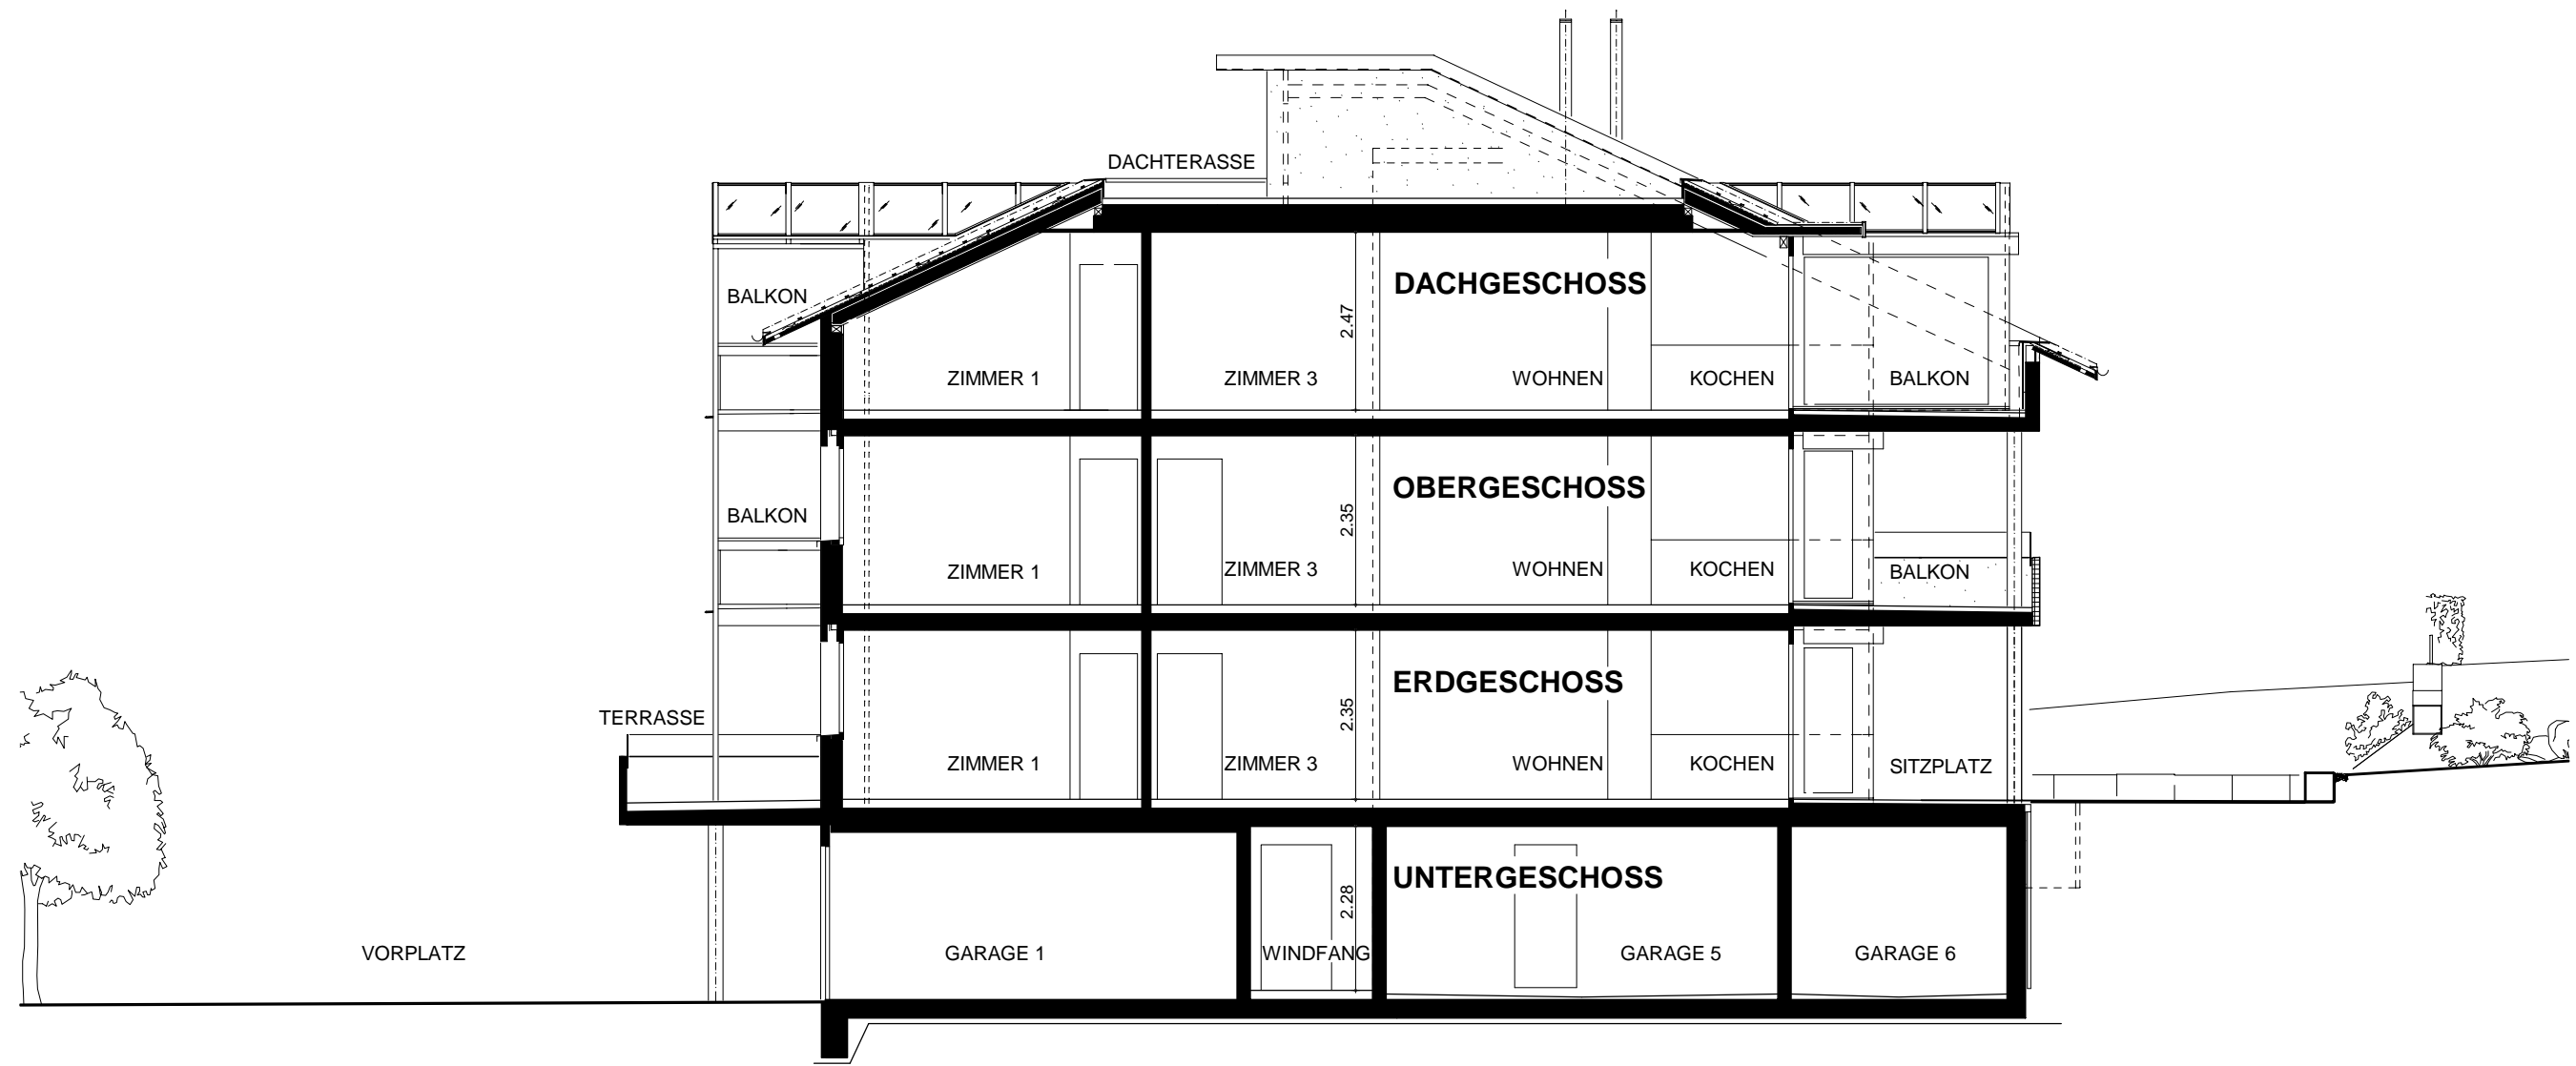 DACHTERASSE
DACHGESCHOSS
BALKON
2.47
ZIMMER 1
ZIMMER 3
WOHNEN
KOCHEN
BALKON
OBERGESCHOSS
BALKON
2.35
ZIMMER 1
ZIMMER 3
WOHNEN
KOCHEN
BALKON
ERDGESCHOSS
TERRASSE
2.35
ZIMMER 1
ZIMMER 3
WOHNEN
KOCHEN
SITZPLATZ
UNTERGESCHOSS
2.28
VORPLATZ
GARAGE 1
WINDFANG
GARAGE 5
GARAGE 6